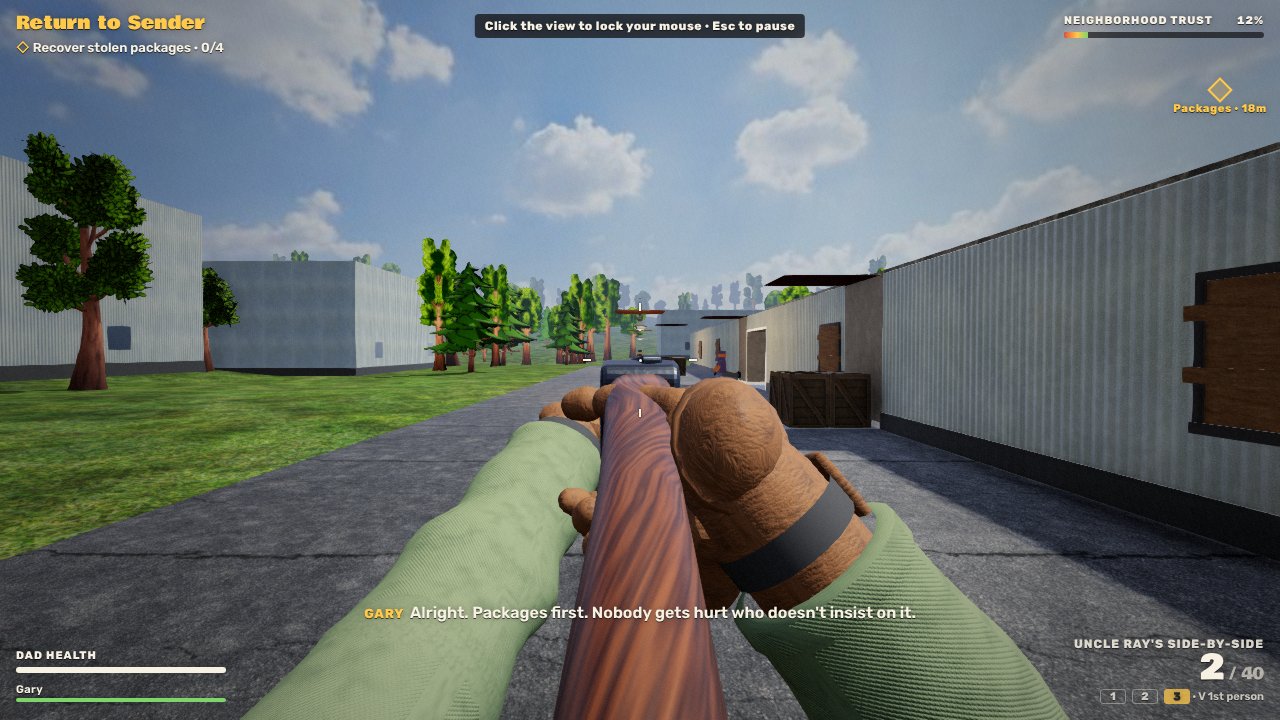 Return to Sender
Recover stolen packages · 0/4
Click the view to lock your mouse · Esc to pause
NEIGHBORHOOD TRUST 12%
Packages · 18m
GARY Alright. Packages first. Nobody gets hurt who doesn't insist on it.
DAD HEALTH
Gary
UNCLE RAY'S SIDE-BY-SIDE
2 / 40
1 2 3 · V 1st person